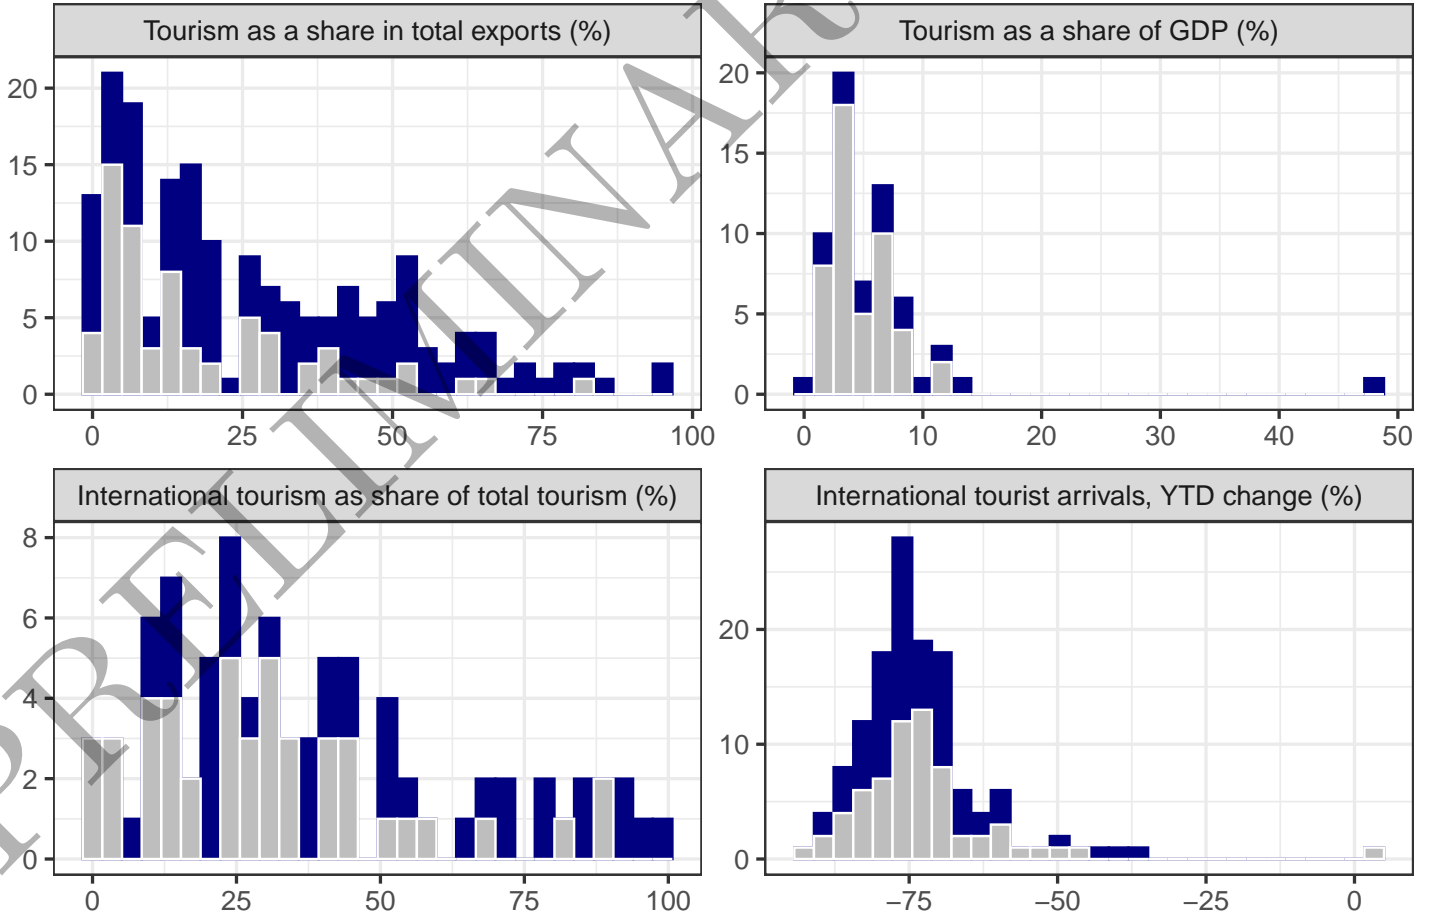 Tourism as a share in total exports (%)
20
15
10
5
0
0 25 50 75 100
Tourism as a share of GDP (%)
20
15
10
5
0
0 10 20 30 40 50
International tourism as share of total tourism (%)
8
6
4
2
0
0 25 50 75 100
International tourist arrivals, YTD change (%)
20
10
0
−75 −50 −25 0
PRELIMINAR